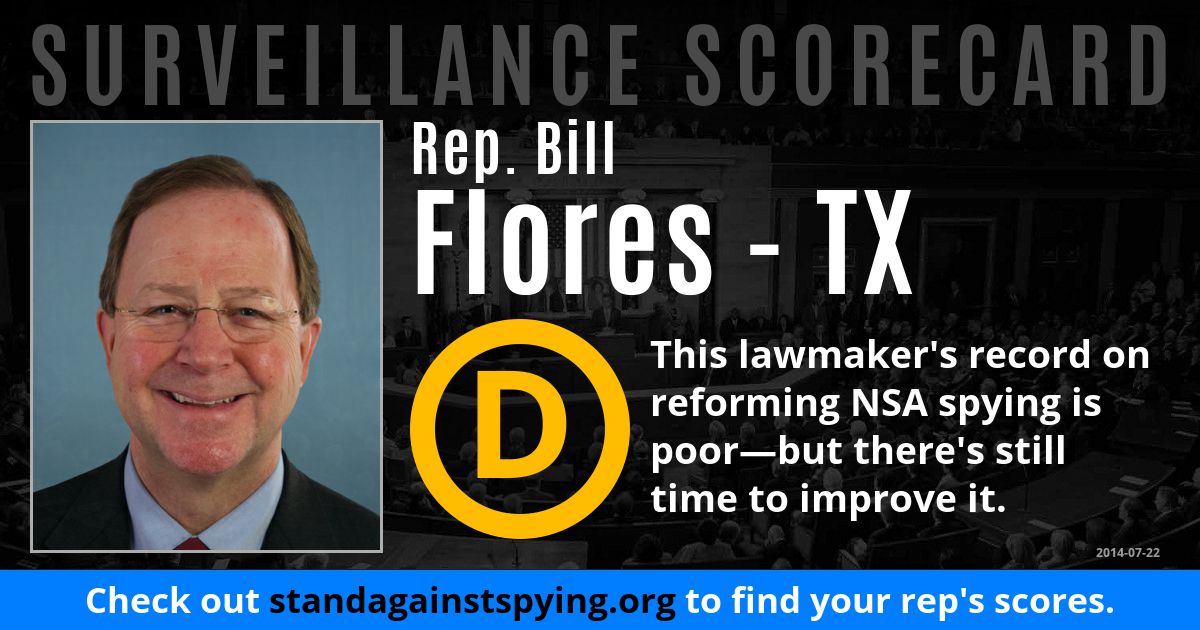 SURVEILLANCE SCORECARD
Rep. Bill
Flores - TX
D
This lawmaker's record on
reforming NSA spying is
poor—but there's still
time to improve it.
2014-07-22
Check out standagainstspying.org to find your rep's scores.